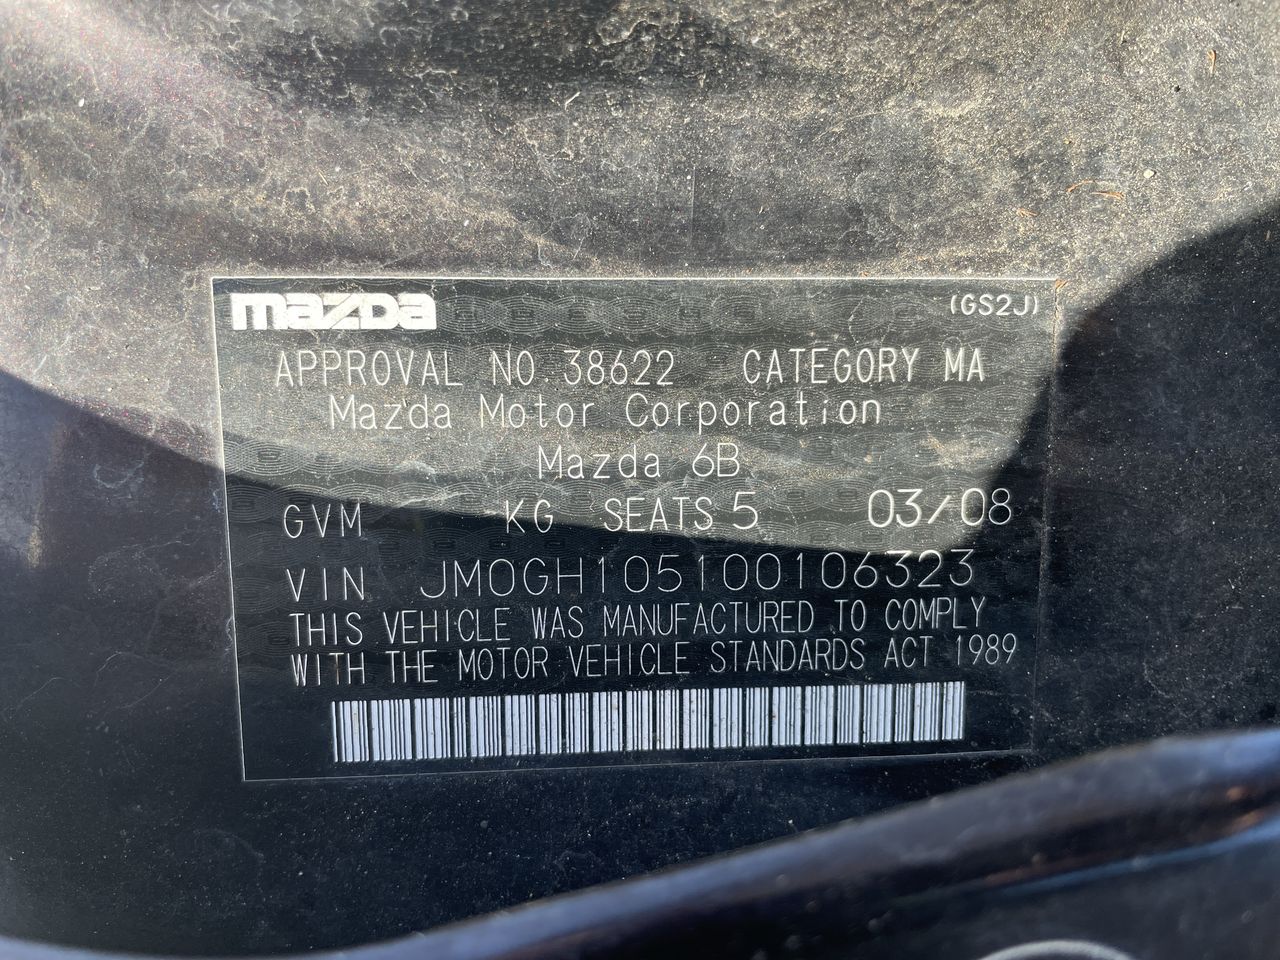 mazda (GS2J)
APPROVAL NO.38622 CATEGORY MA
Mazda Motor Corporation
Mazda 6B
GVM KG SEATS 5 03/08
VIN JM0GH105100106323
THIS VEHICLE WAS MANUFACTURED TO COMPLY
WITH THE MOTOR VEHICLE STANDARDS ACT 1989